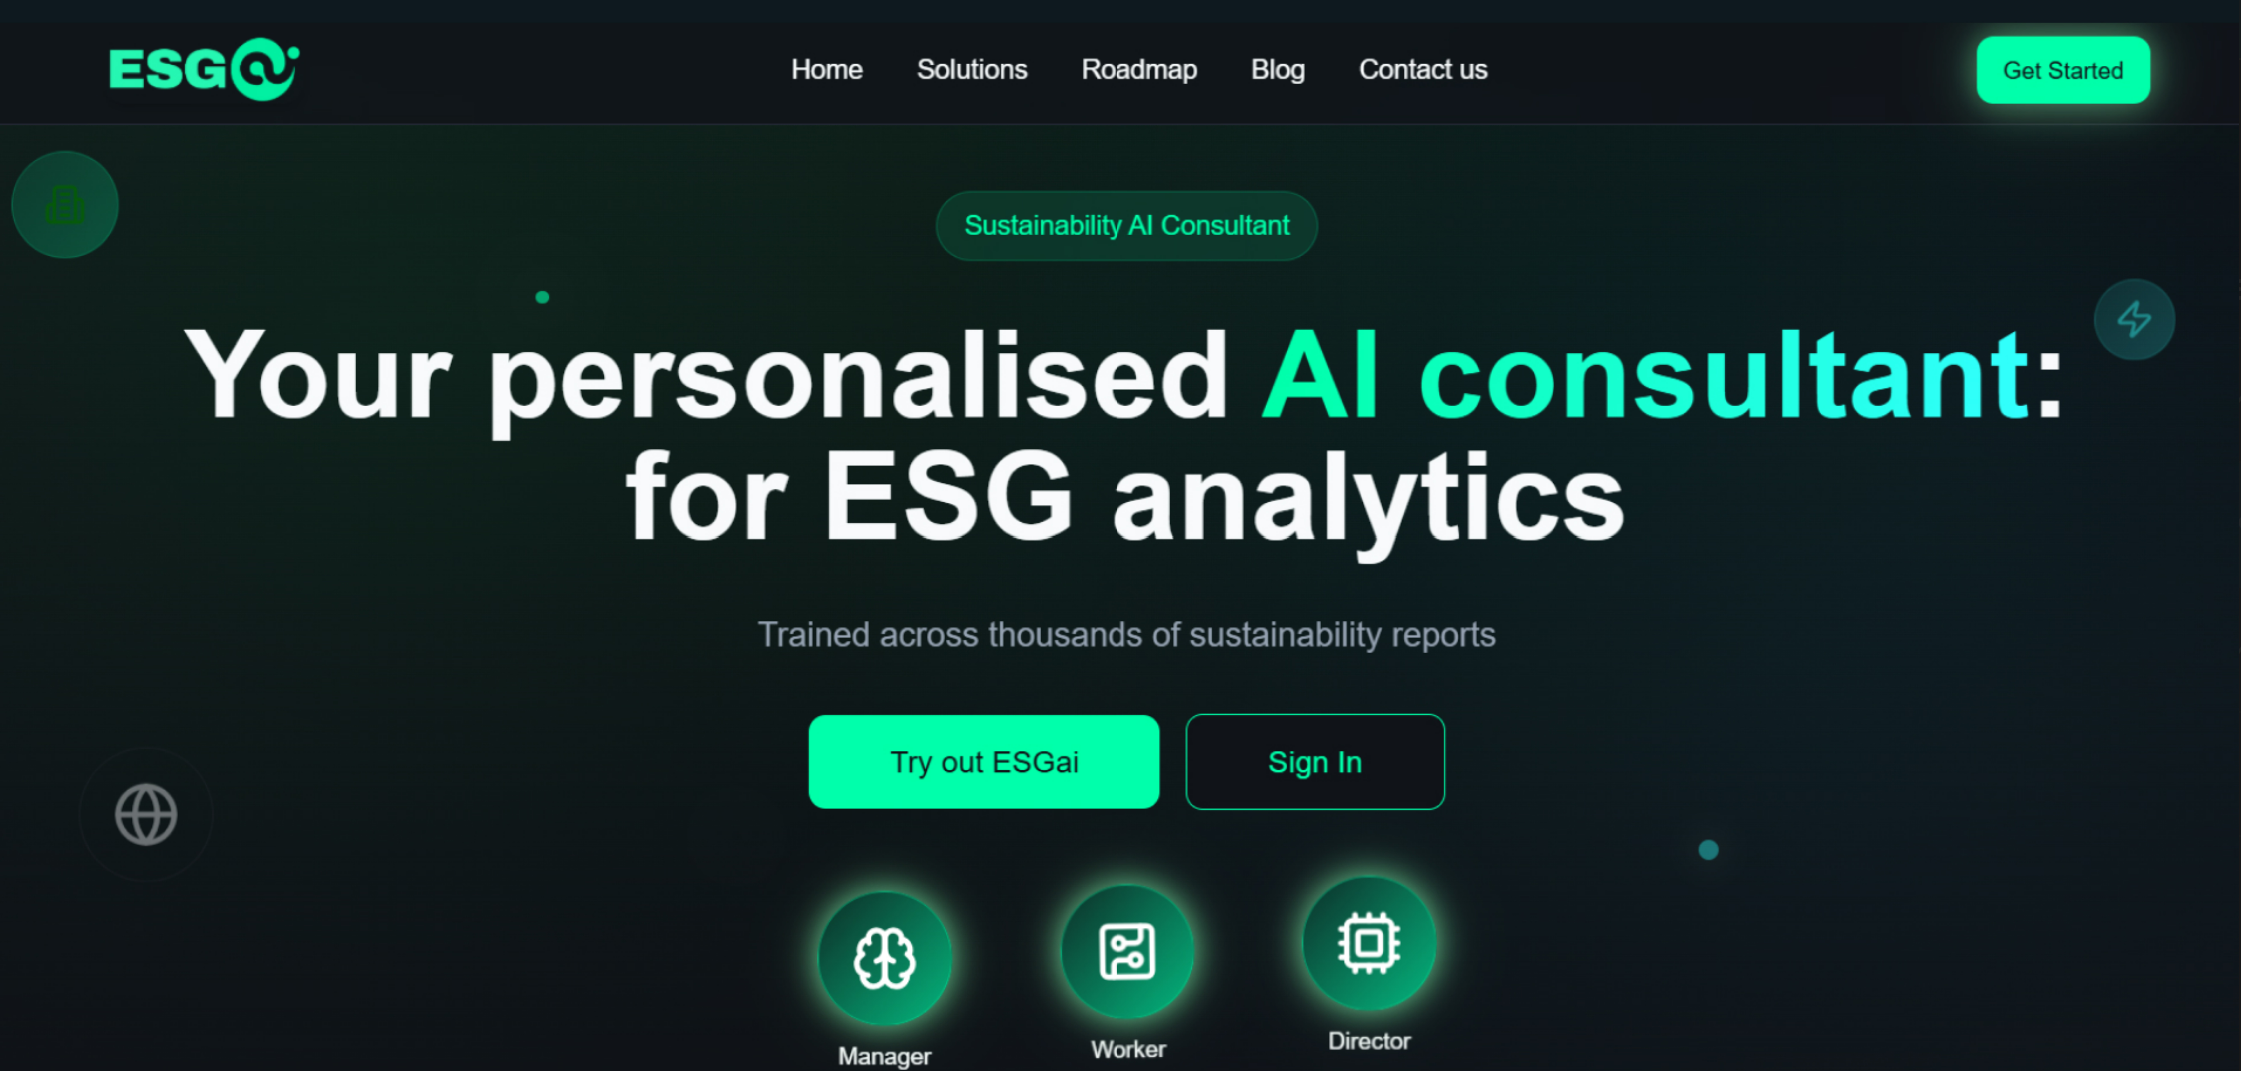 ESG
Home Solutions Roadmap Blog Contact us
Get Started
Sustainability AI Consultant
Your personalised AI consultant:
for ESG analytics
Trained across thousands of sustainability reports
Try out ESGai
Sign In
Manager
Worker
Director